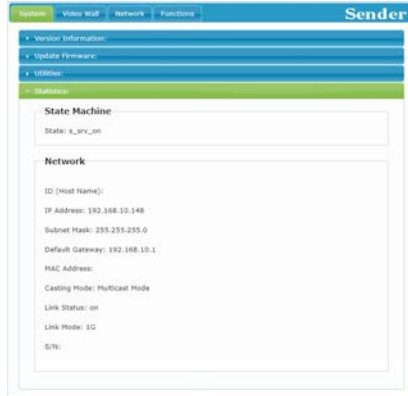 System Video Wall Network Functions Sender
Version Information:
Update Firmware:
Utilities:
Statistics:
State Machine
State: s_srv_on
Network
ID (Host Name):
IP Address: 192.168.10.148
Subnet Mask: 255.255.255.0
Default Gateway: 192.168.10.1
MAC Address:
Casting Mode: Multicast Mode
Link Status: on
Link Mode: 1G
S/N: